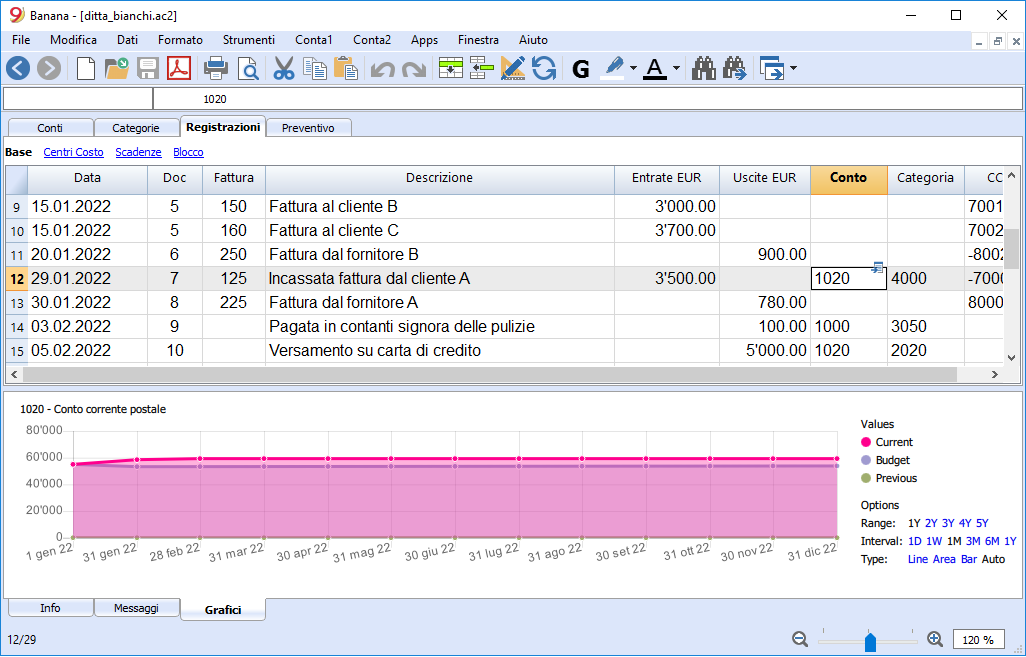 Banana - [ditta_bianchi.ac2]
File Modifica Dati Formato Strumenti Conta1 Conta2 Apps Finestra Aiuto
G A
1020
Conti Categorie Registrazioni Preventivo
Base Centri Costo Scadenze Blocco
Data Doc Fattura Descrizione Entrate EUR Uscite EUR Conto Categoria CC
9 15.01.2022 5 150 Fattura al cliente B 3'000.00 7001
10 15.01.2022 5 160 Fattura al cliente C 3'700.00 7002
11 20.01.2022 6 250 Fattura dal fornitore B 900.00 -8002
12 29.01.2022 7 125 Incassata fattura dal cliente A 3'500.00 1020 4000 -7000
13 30.01.2022 8 225 Fattura dal fornitore A 780.00 8000
14 03.02.2022 9 Pagata in contanti signora delle pulizie 100.00 1000 3050
15 05.02.2022 10 Versamento su carta di credito 5'000.00 1020 2020
1020 - Conto corrente postale
80'000
60'000
40'000
20'000
0
1 gen 22 31 gen 22 28 feb 22 31 mar 22 30 apr 22 31 mag 22 30 giu 22 31 lug 22 31 ago 22 30 set 22 31 ott 22 30 nov 22 31 dic 22
Values
Current
Budget
Previous
Options
Range: 1Y 2Y 3Y 4Y 5Y
Interval: 1D 1W 1M 3M 6M 1Y
Type: Line Area Bar Auto
Info Messaggi Grafici
12/29 120 %